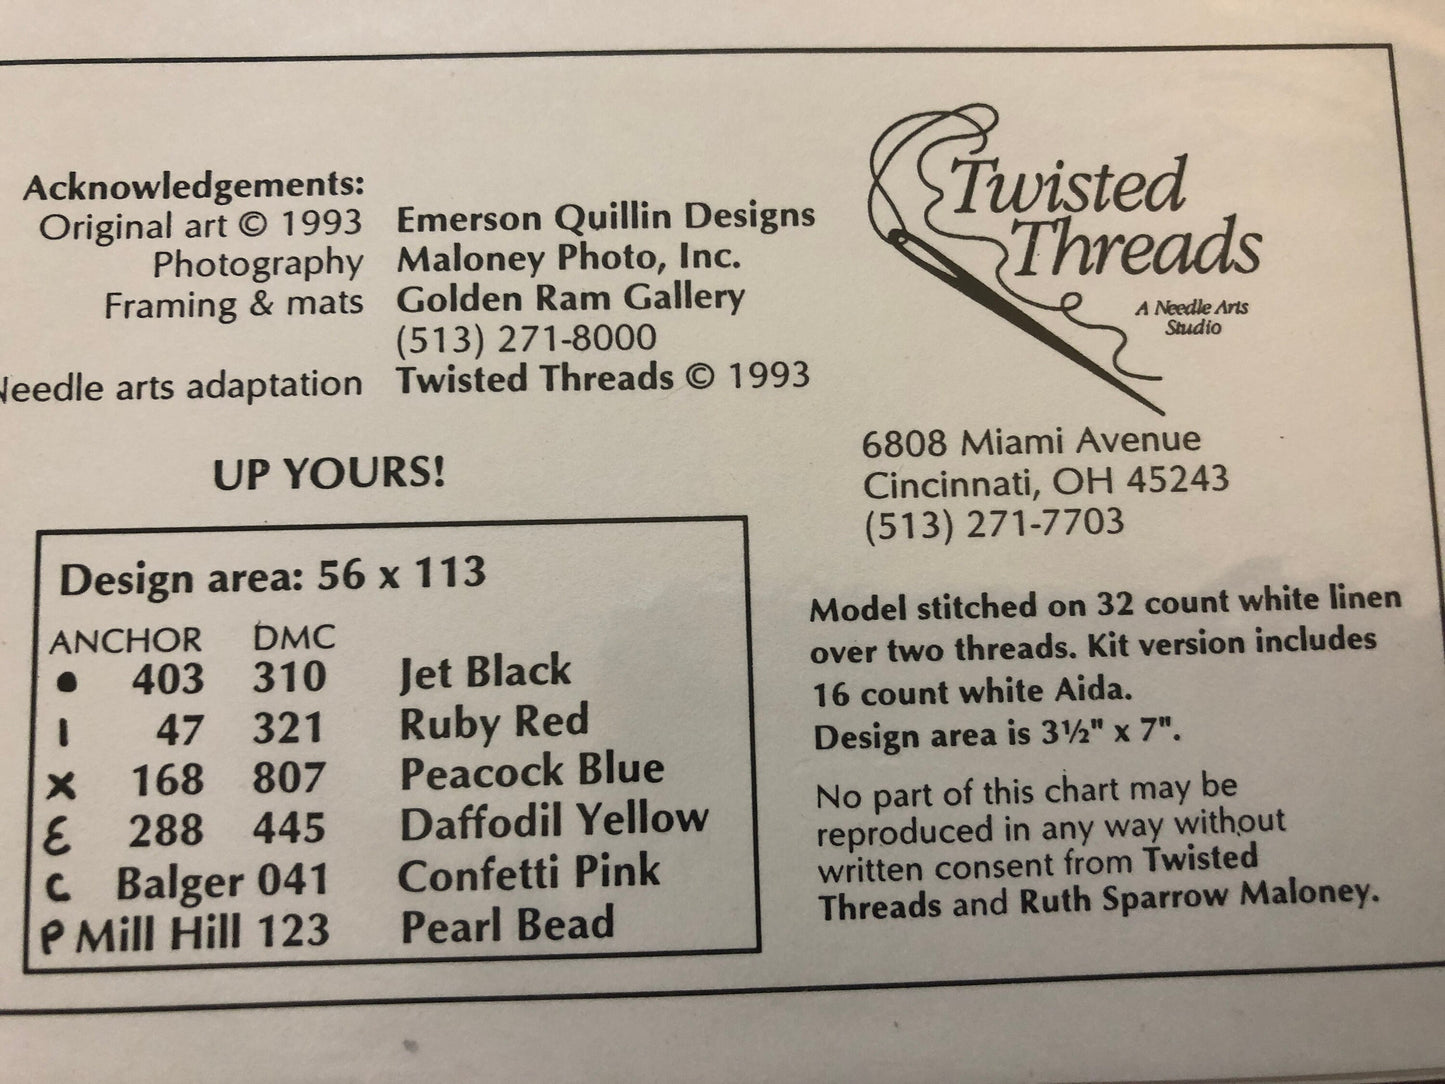 Acknowledgements:
Original art © 1993 Emerson Quillin Designs
Photography Maloney Photo, Inc.
Framing & mats Golden Ram Gallery
(513) 271-8000
Needle arts adaptation Twisted Threads © 1993
UP YOURS!
Design area: 56 x 113
ANCHOR DMC
● 403 310 Jet Black
ı 47 321 Ruby Red
x 168 807 Peacock Blue
ε 288 445 Daffodil Yellow
c Balger 041 Confetti Pink
P Mill Hill 123 Pearl Bead
Twisted
Threads
A Needle Arts
Studio
6808 Miami Avenue
Cincinnati, OH 45243
(513) 271-7703
Model stitched on 32 count white linen
over two threads. Kit version includes
16 count white Aida.
Design area is 3½" x 7".
No part of this chart may be
reproduced in any way without
written consent from Twisted
Threads and Ruth Sparrow Maloney.